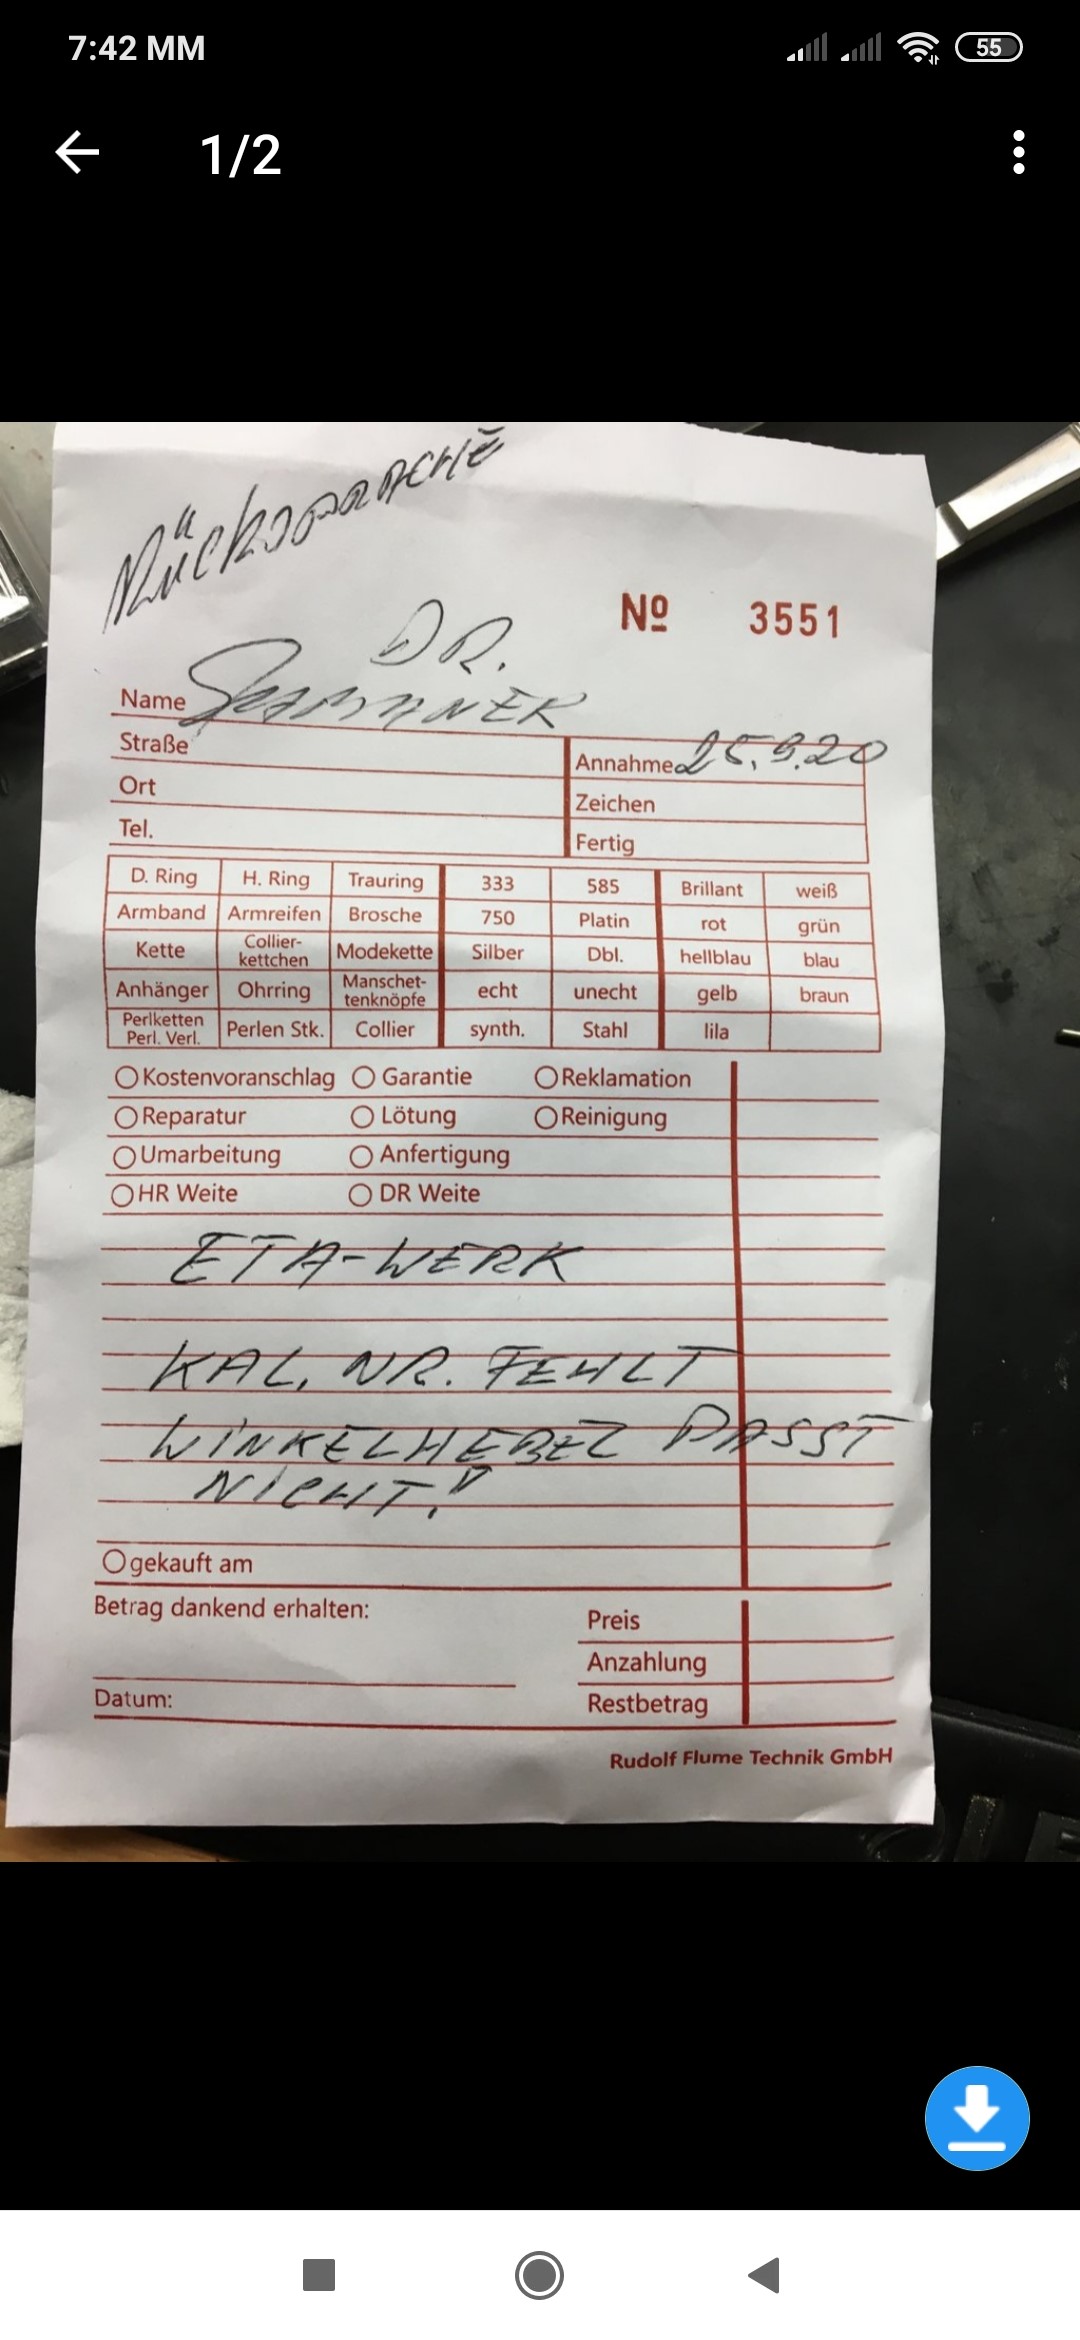 7:42 MM
55
1/2
Rücksprache
Nº 3551
DR.
Name
Straße
Annahme 25.9.20
Ort
Zeichen
Tel.
Fertig
D. Ring H. Ring Trauring 333 585 Brillant weiß
Armband Armreifen Brosche 750 Platin rot grün
Kette Collier-kettchen Modekette Silber Dbl. hellblau blau
Anhänger Ohrring Manschet-tenknöpfe echt unecht gelb braun
Perlketten Perl. Verl. Perlen Stk. Collier synth. Stahl lila
Kostenvoranschlag Garantie Reklamation
Reparatur Lötung Reinigung
Umarbeitung Anfertigung
HR Weite DR Weite
ETA-WERK
KAL. NR. FEHLT
WINKELHEBEL PASST
NICHT!
gekauft am
Betrag dankend erhalten:
Preis
Anzahlung
Datum:
Restbetrag
Rudolf Flume Technik GmbH